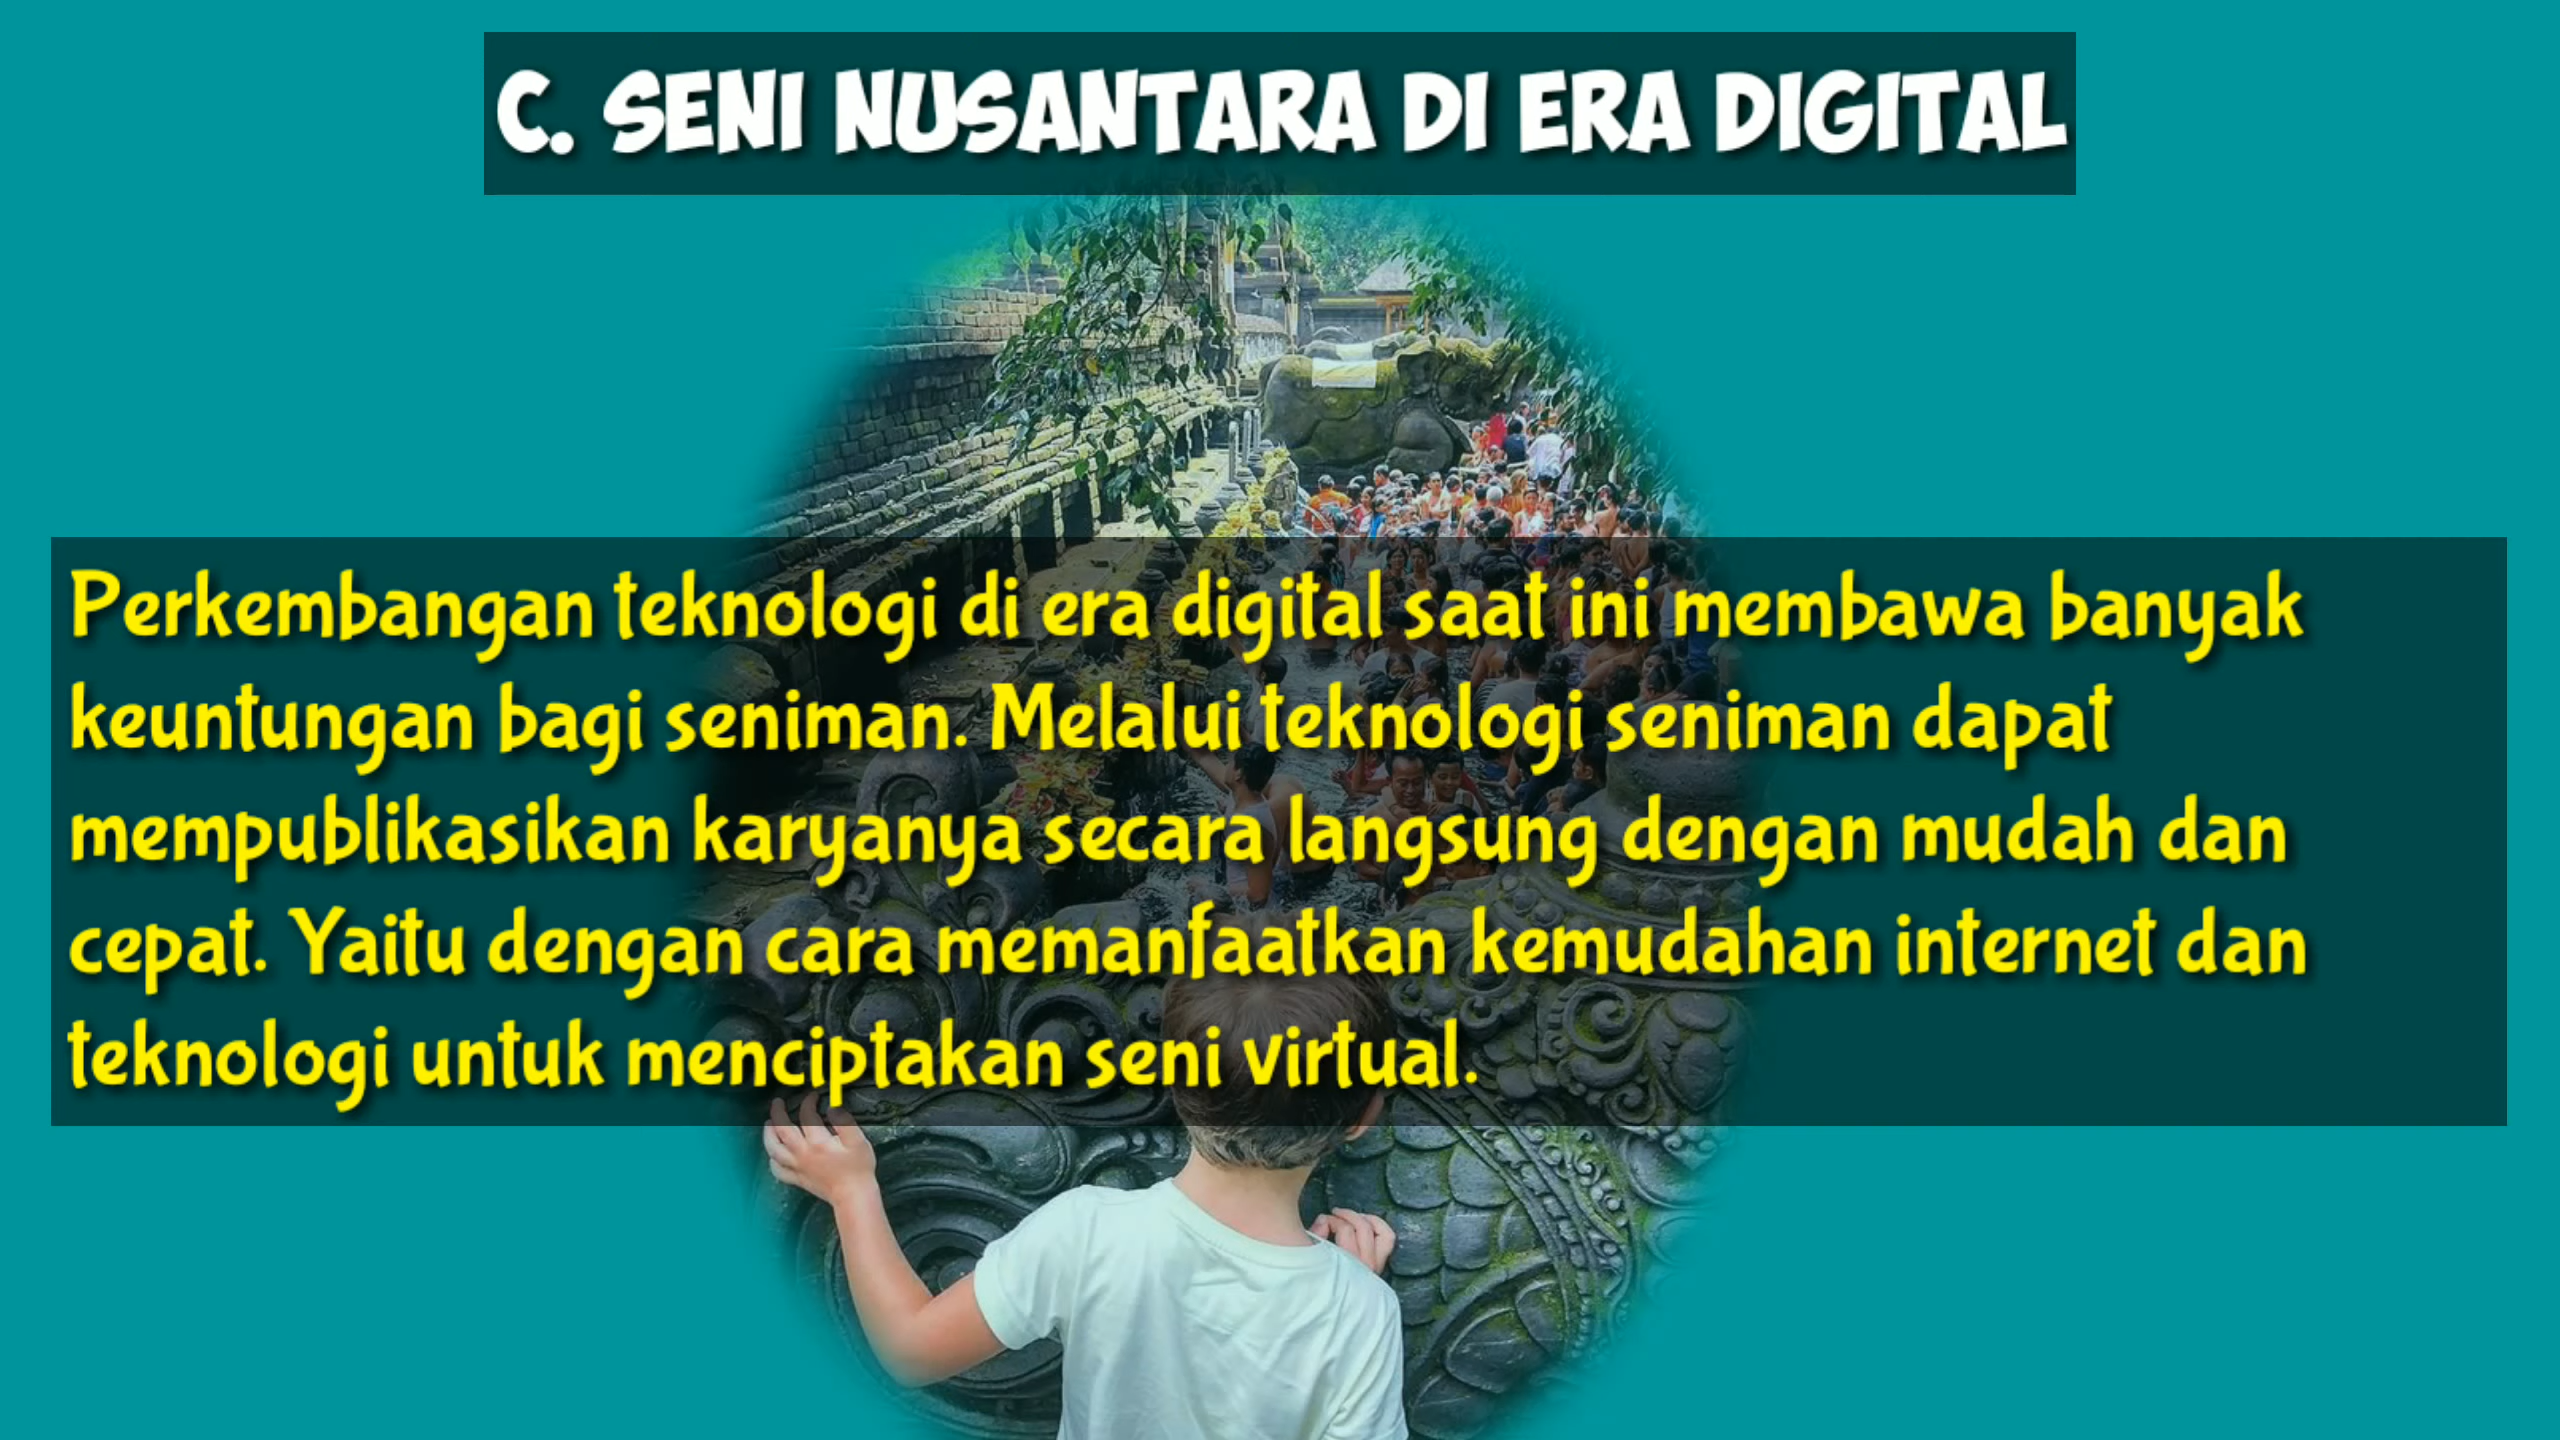 C. SENI NUSANTARA DI ERA DIGITAL
Perkembangan teknologi di era digital saat ini membawa banyak
keuntungan bagi seniman. Melalui teknologi seniman dapat
mempublikasikan karyanya secara langsung dengan mudah dan
cepat. Yaitu dengan cara memanfaatkan kemudahan internet dan
teknologi untuk menciptakan seni virtual.